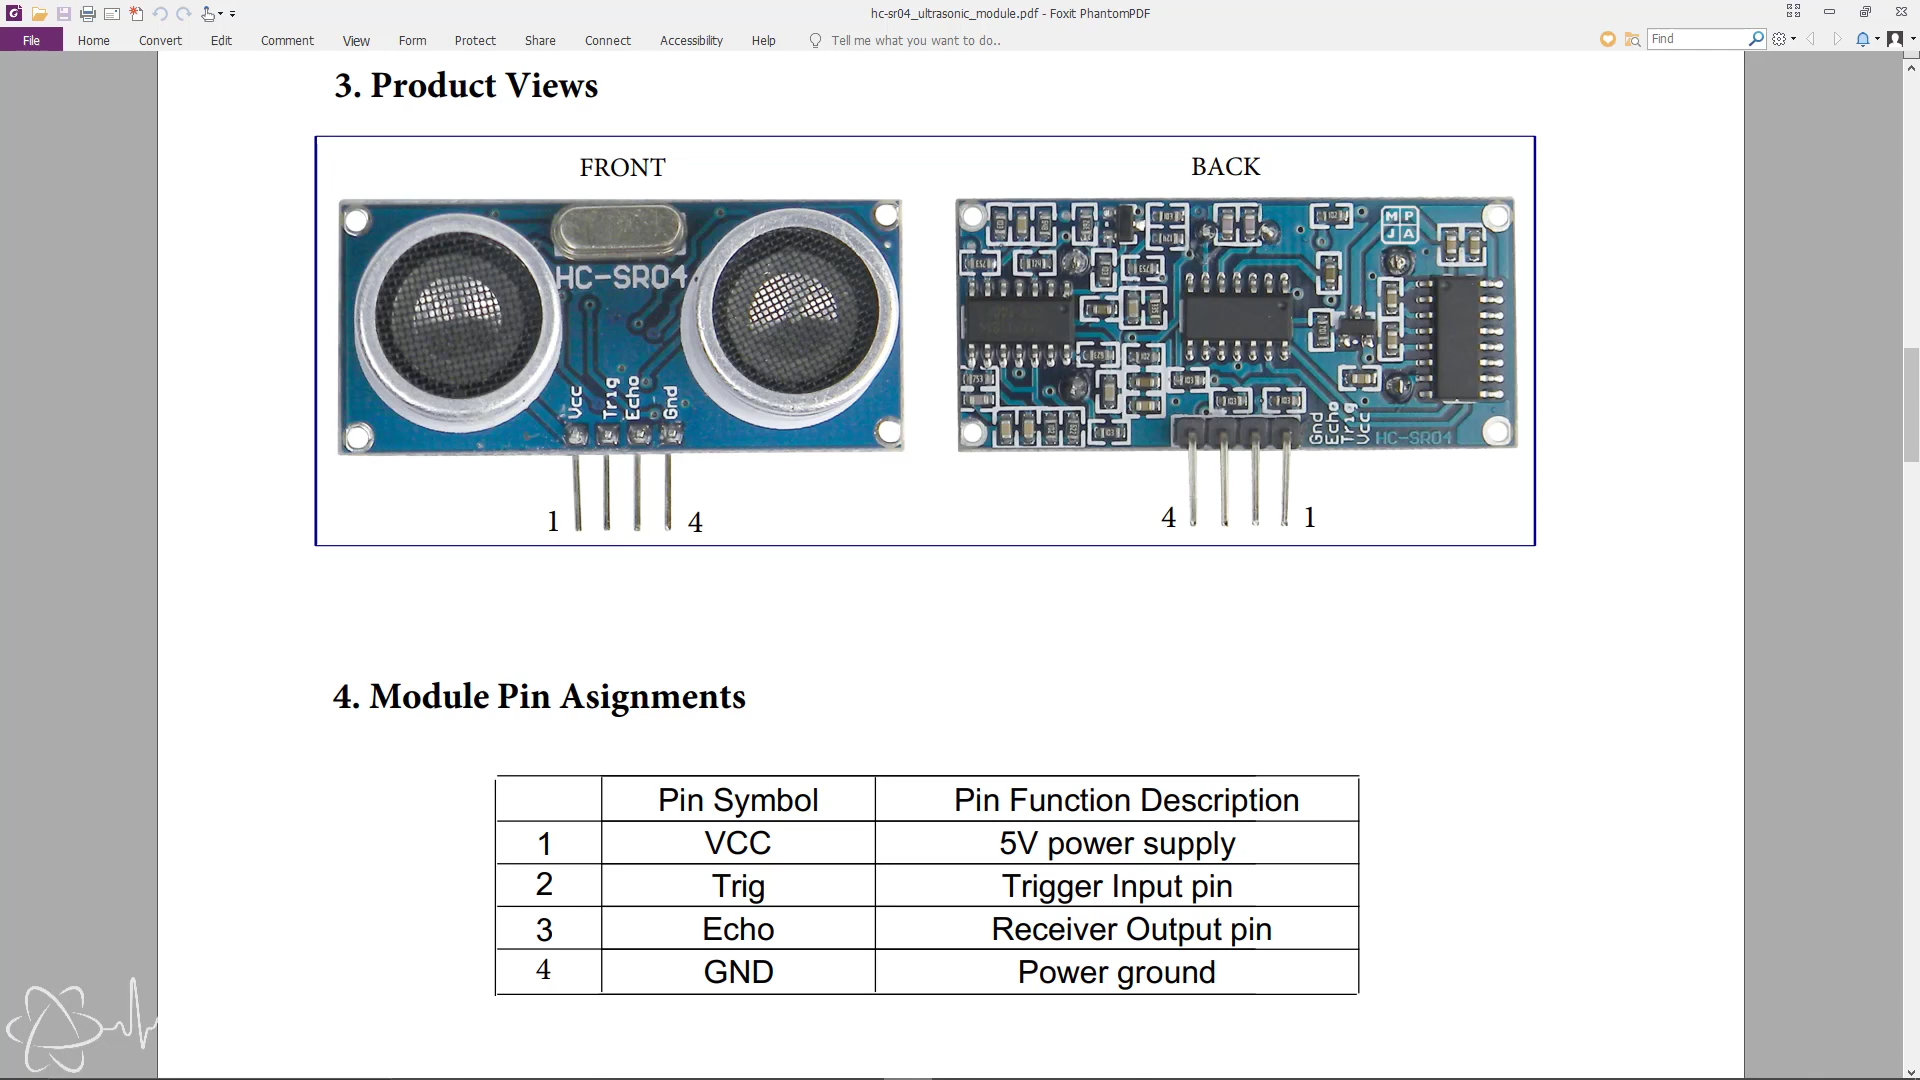 hc-sr04_ultrasonic_module.pdf - Foxit PhantomPDF
File Home Convert Edit Comment View Form Protect Share Connect Accessibility Help Tell me what you want to do.. Find
3. Product Views
FRONT BACK
HC-SR04
Vcc Trig Echo Gnd
M P
J A
Gnd
Echo
Trig
Vcc
HC-SR04
1 4 4 1
4. Module Pin Asignments
Pin Symbol Pin Function Description
1 VCC 5V power supply
2 Trig Trigger Input pin
3 Echo Receiver Output pin
4 GND Power ground